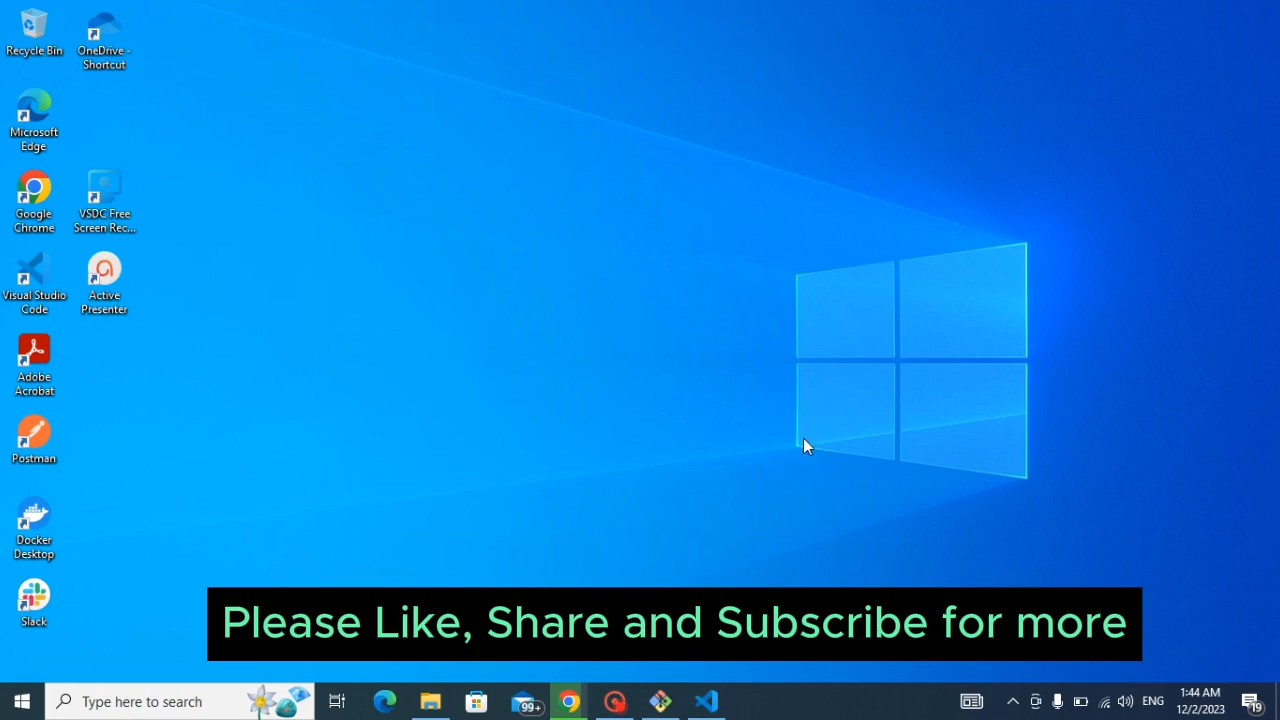 Recycle Bin
OneDrive -
Shortcut
Microsoft
Edge
Google
Chrome
VSDC Free
Screen Rec...
Visual Studio
Code
Active
Presenter
Adobe
Acrobat
Postman
Docker
Desktop
Slack
Please Like, Share and Subscribe for more
Type here to search
99+
ENG
1:44 AM
12/2/2023
19